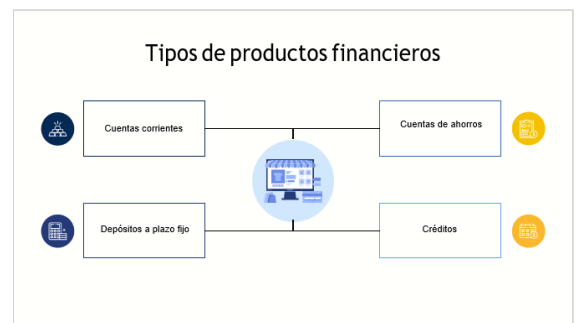 Tipos de productos financieros
Cuentas corrientes
Cuentas de ahorros
Depósitos a plazo fijo
Créditos